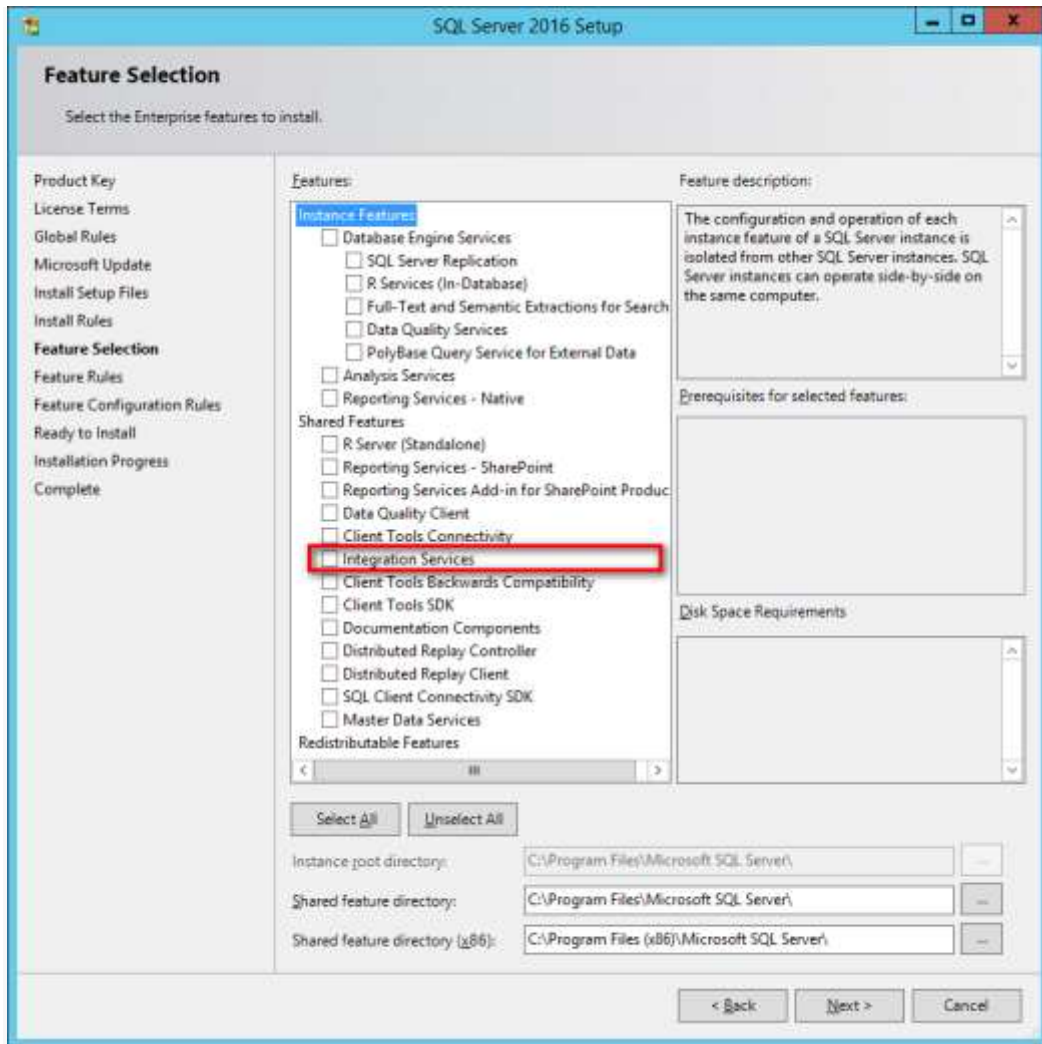 SQL Server 2016 Setup
Feature Selection
Select the Enterprise features to install.
Product Key
License Terms
Global Rules
Microsoft Update
Install Setup Files
Install Rules
Feature Selection
Feature Rules
Feature Configuration Rules
Ready to Install
Installation Progress
Complete
Features:
Instance Features
Database Engine Services
SQL Server Replication
R Services (In-Database)
Full-Text and Semantic Extractions for Search
Data Quality Services
PolyBase Query Service for External Data
Analysis Services
Reporting Services - Native
Shared Features
R Server (Standalone)
Reporting Services - SharePoint
Reporting Services Add-in for SharePoint Produc
Data Quality Client
Client Tools Connectivity
Integration Services
Client Tools Backwards Compatibility
Client Tools SDK
Documentation Components
Distributed Replay Controller
Distributed Replay Client
SQL Client Connectivity SDK
Master Data Services
Redistributable Features
Feature description:
The configuration and operation of each
instance feature of a SQL Server instance is
isolated from other SQL Server instances. SQL
Server instances can operate side-by-side on
the same computer.
Prerequisites for selected features:
Disk Space Requirements
Select All
Unselect All
Instance root directory:
C:\Program Files\Microsoft SQL Server\
...
Shared feature directory:
C:\Program Files\Microsoft SQL Server\
...
Shared feature directory (x86):
C:\Program Files (x86)\Microsoft SQL Server\
...
< Back
Next >
Cancel